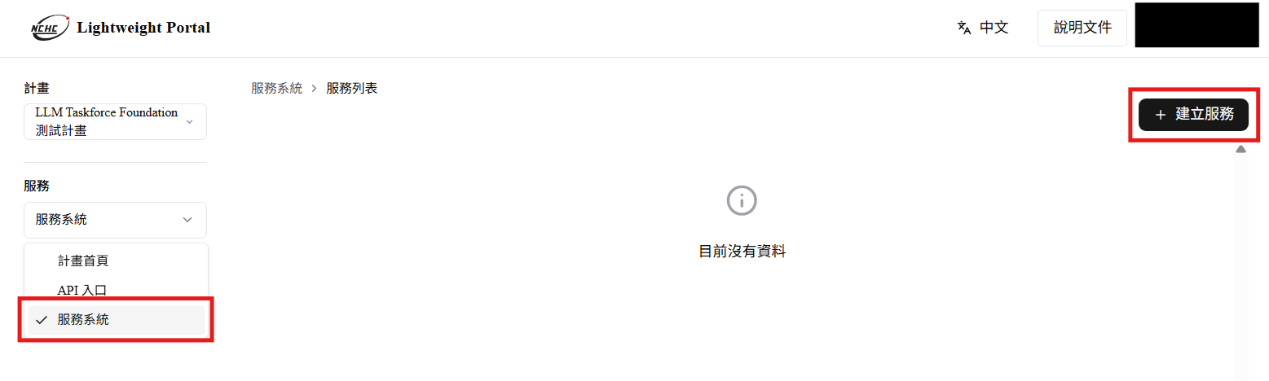 NCHC Lightweight Portal
中文
說明文件
計畫
LLM Taskforce Foundation
測試計畫
服務
服務系統
計畫首頁
API 入口
服務系統
服務系統 > 服務列表
+ 建立服務
目前沒有資料